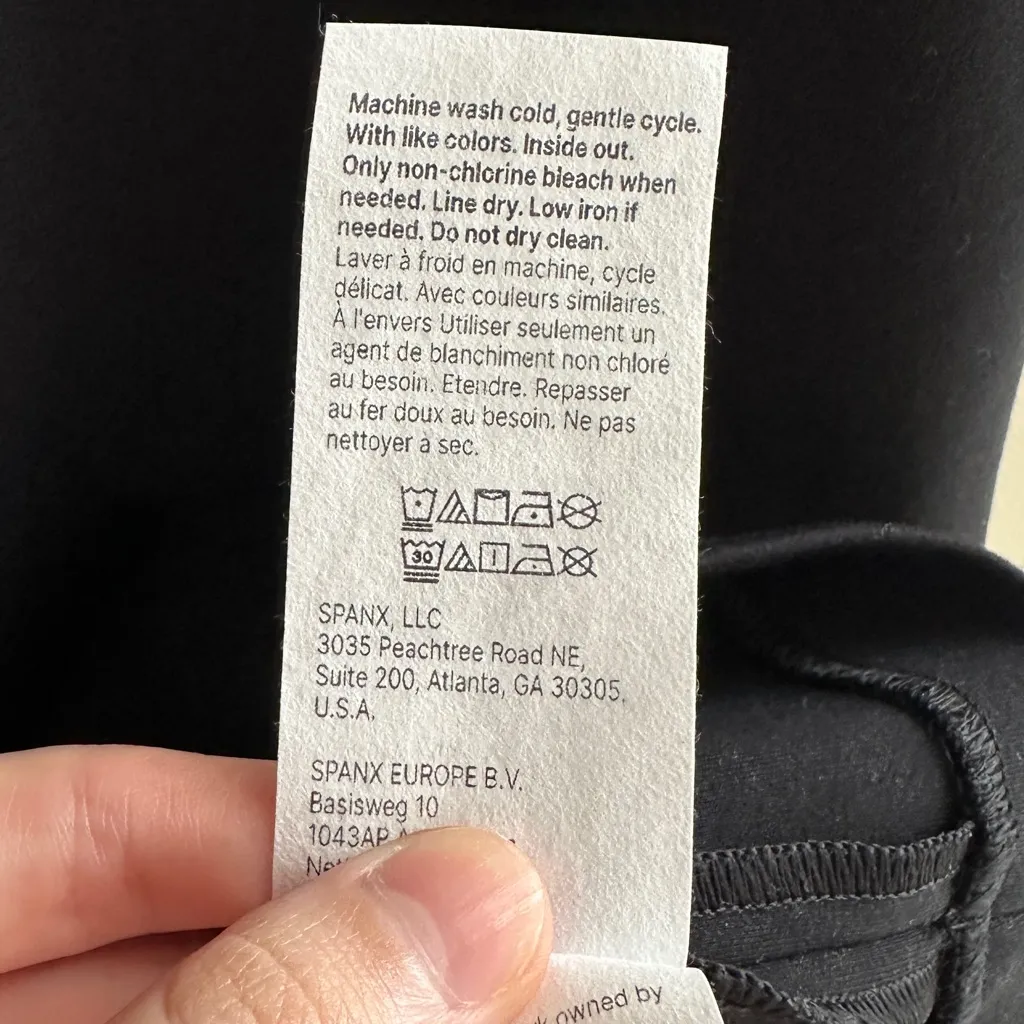 Machine wash cold, gentle cycle.
With like colors. Inside out.
Only non-chlorine bleach when
needed. Line dry. Low iron if
needed. Do not dry clean.
Laver à froid en machine, cycle
délicat. Avec couleurs similaires.
À l'envers Utiliser seulement un
agent de blanchiment non chloré
au besoin. Etendre. Repasser
au fer doux au besoin. Ne pas
nettoyer a sec.
30
SPANX, LLC
3035 Peachtree Road NE,
Suite 200, Atlanta, GA 30305.
U.S.A.
SPANX EUROPE B.V.
Basisweg 10
1043AP
owned by